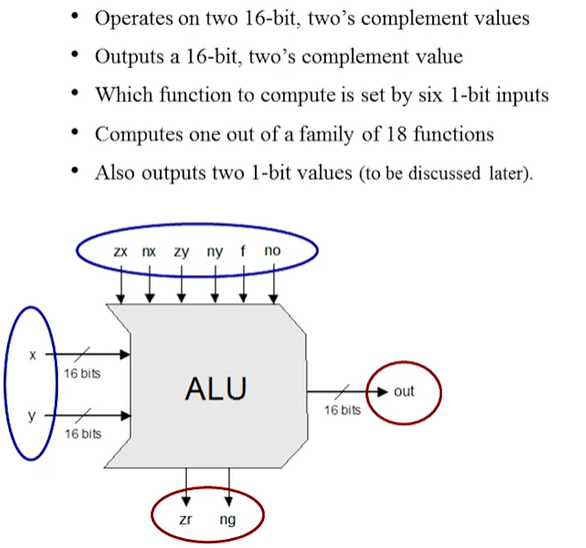 • Operates on two 16-bit, two's complement values
• Outputs a 16-bit, two's complement value
• Which function to compute is set by six 1-bit inputs
• Computes one out of a family of 18 functions
• Also outputs two 1-bit values (to be discussed later).
zx nx zy ny f no
x
16 bits
ALU
out
16 bits
y
16 bits
zr ng